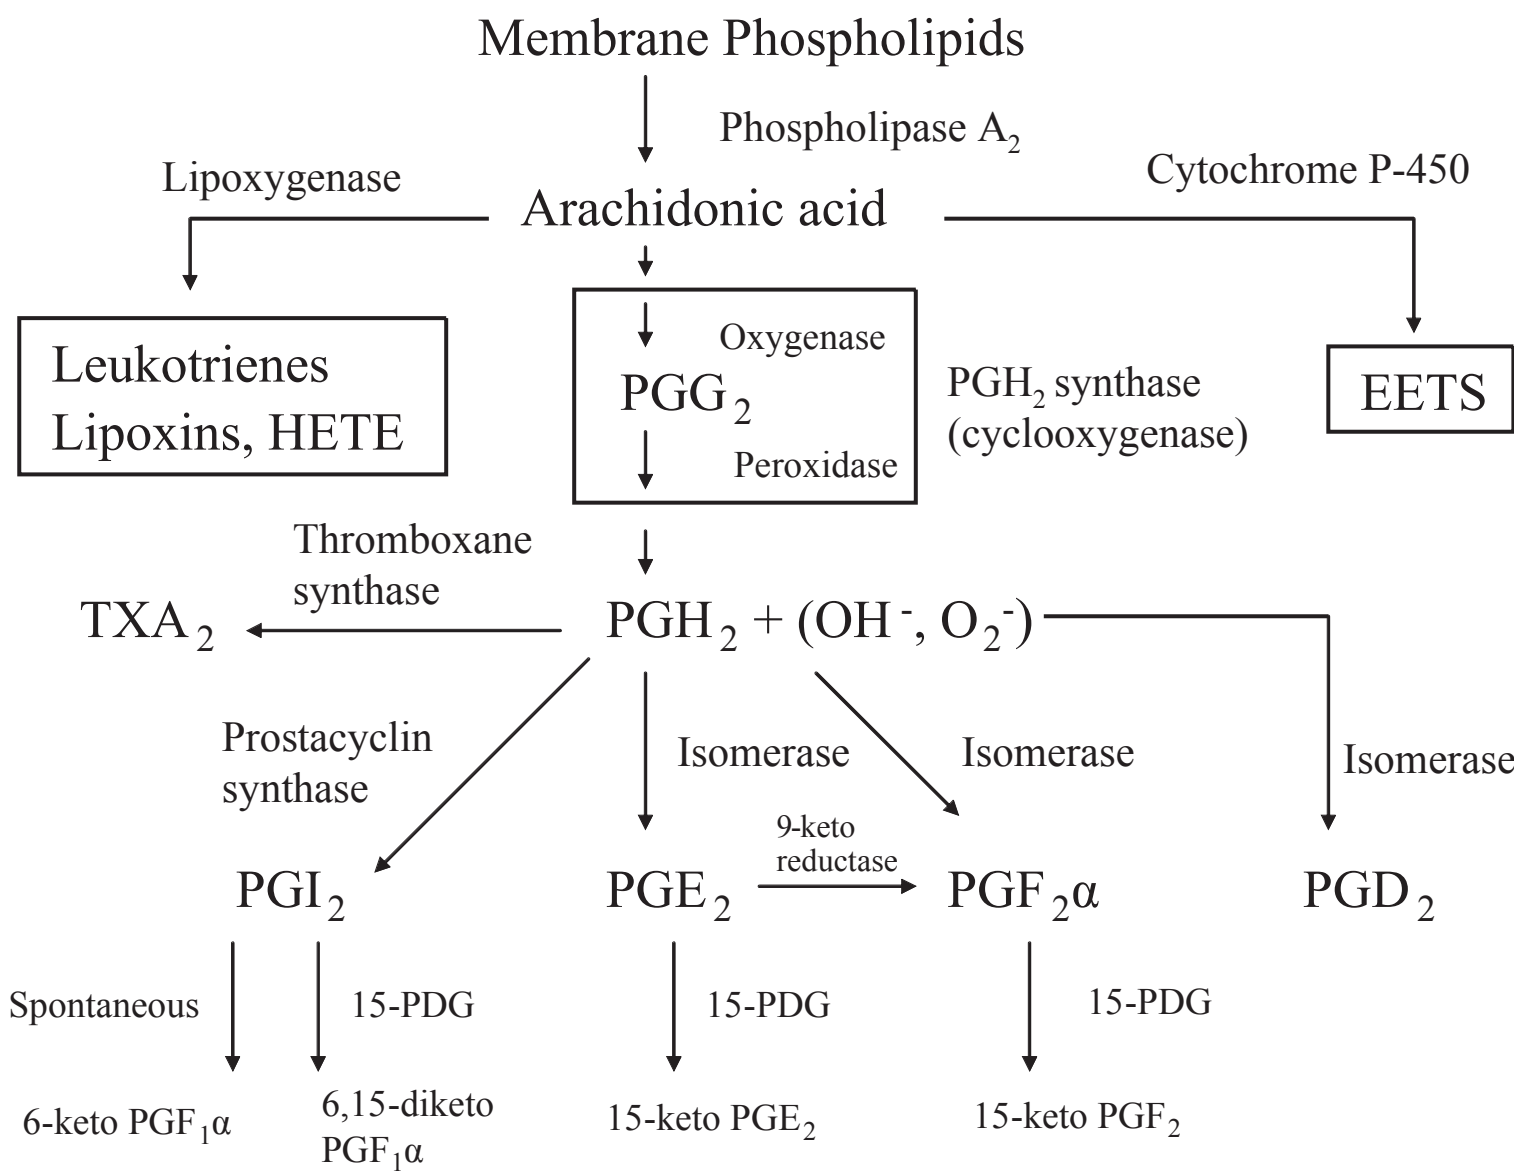 Membrane Phospholipids
Phospholipase A₂
Lipoxygenase
Cytochrome P-450
Arachidonic acid
Leukotrienes
Lipoxins, HETE
Oxygenase
PGG₂
Peroxidase
PGH₂ synthase
(cyclooxygenase)
EETS
Thromboxane
synthase
TXA₂
PGH₂ + (OH⁻, O₂⁻)
Prostacyclin
synthase
Isomerase
Isomerase
Isomerase
9-keto
reductase
PGI₂
PGE₂
PGF₂α
PGD₂
Spontaneous
15-PDG
15-PDG
15-PDG
6-keto PGF₁α
6,15-diketo
PGF₁α
15-keto PGE₂
15-keto PGF₂